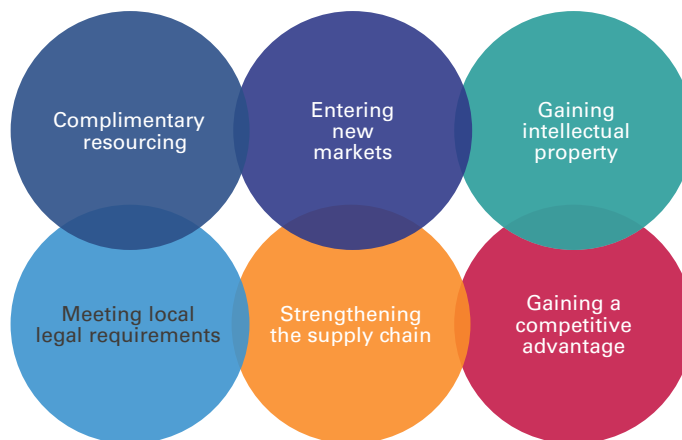 Complimentary
resourcing
Entering
new
markets
Gaining
intellectual
property
Meeting local
legal requirements
Strengthening
the supply chain
Gaining a
competitive
advantage